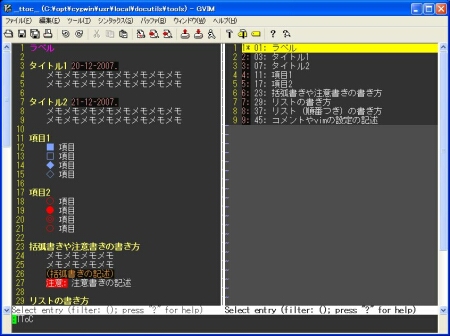 _ttoc_ (C:\opt\cygwin\usr\local\docutils\tools) - GVIM
ファイル(F) 編集(E) ツール(T) シンタックス(S) バッファ(B) ウィンドウ(W) ヘルプ(H)
1 ラベル
2
3 タイトル1 20-12-2007.
4 メモメモメモメモメモメモメモメモ
5 メモメモメモメモメモメモメモメモ
6
7 タイトル2 21-12-2007.
8 メモメモメモメモメモメモメモメモ
9 メモメモメモメモメモメモメモメモ
10
11 項目1
12 ■ 項目
13 □ 項目
14 ◆ 項目
15 ◇ 項目
16
17 項目2
18 ○ 項目
19 項目
20 項目
21 項目
22
23 括弧書きや注意書きの書き方
24 メモメモメモメモ
25 メモメモメモメモ
26 (括弧書きの記述)
27 注意: 注意書きの記述
28
29 リストの書き方
Select entry (filter: (); press "?" for help)
1 1* 01: ラベル
2 2: 03: タイトル1
3 3: 07: タイトル2
4 4: 11: 項目1
5 5: 17: 項目2
6 6: 23: 括弧書きや注意書きの書き方
7 7: 29: リストの書き方
8 8: 37: リスト(順番つき)の書き方
9 9: 45: コメントやvimの設定の記述
Select entry (filter: (); press "?" for help)
TToC